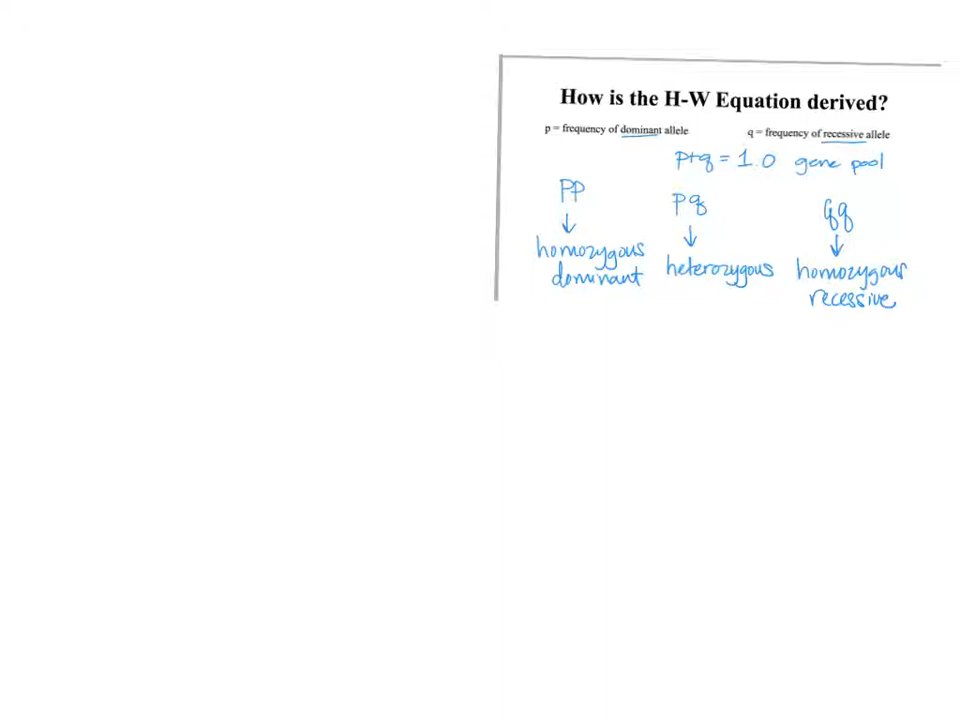 How is the H-W Equation derived?
p = frequency of dominant allele q = frequency of recessive allele
p+q = 1.0 gene pool
pp pq qq
↓ ↓ ↓
homozygous dominant
heterozygous
homozygous recessive